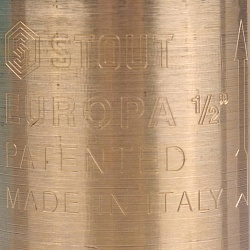 STOUT
EUROPA 1/2"
PATENTED
MADE IN ITALY